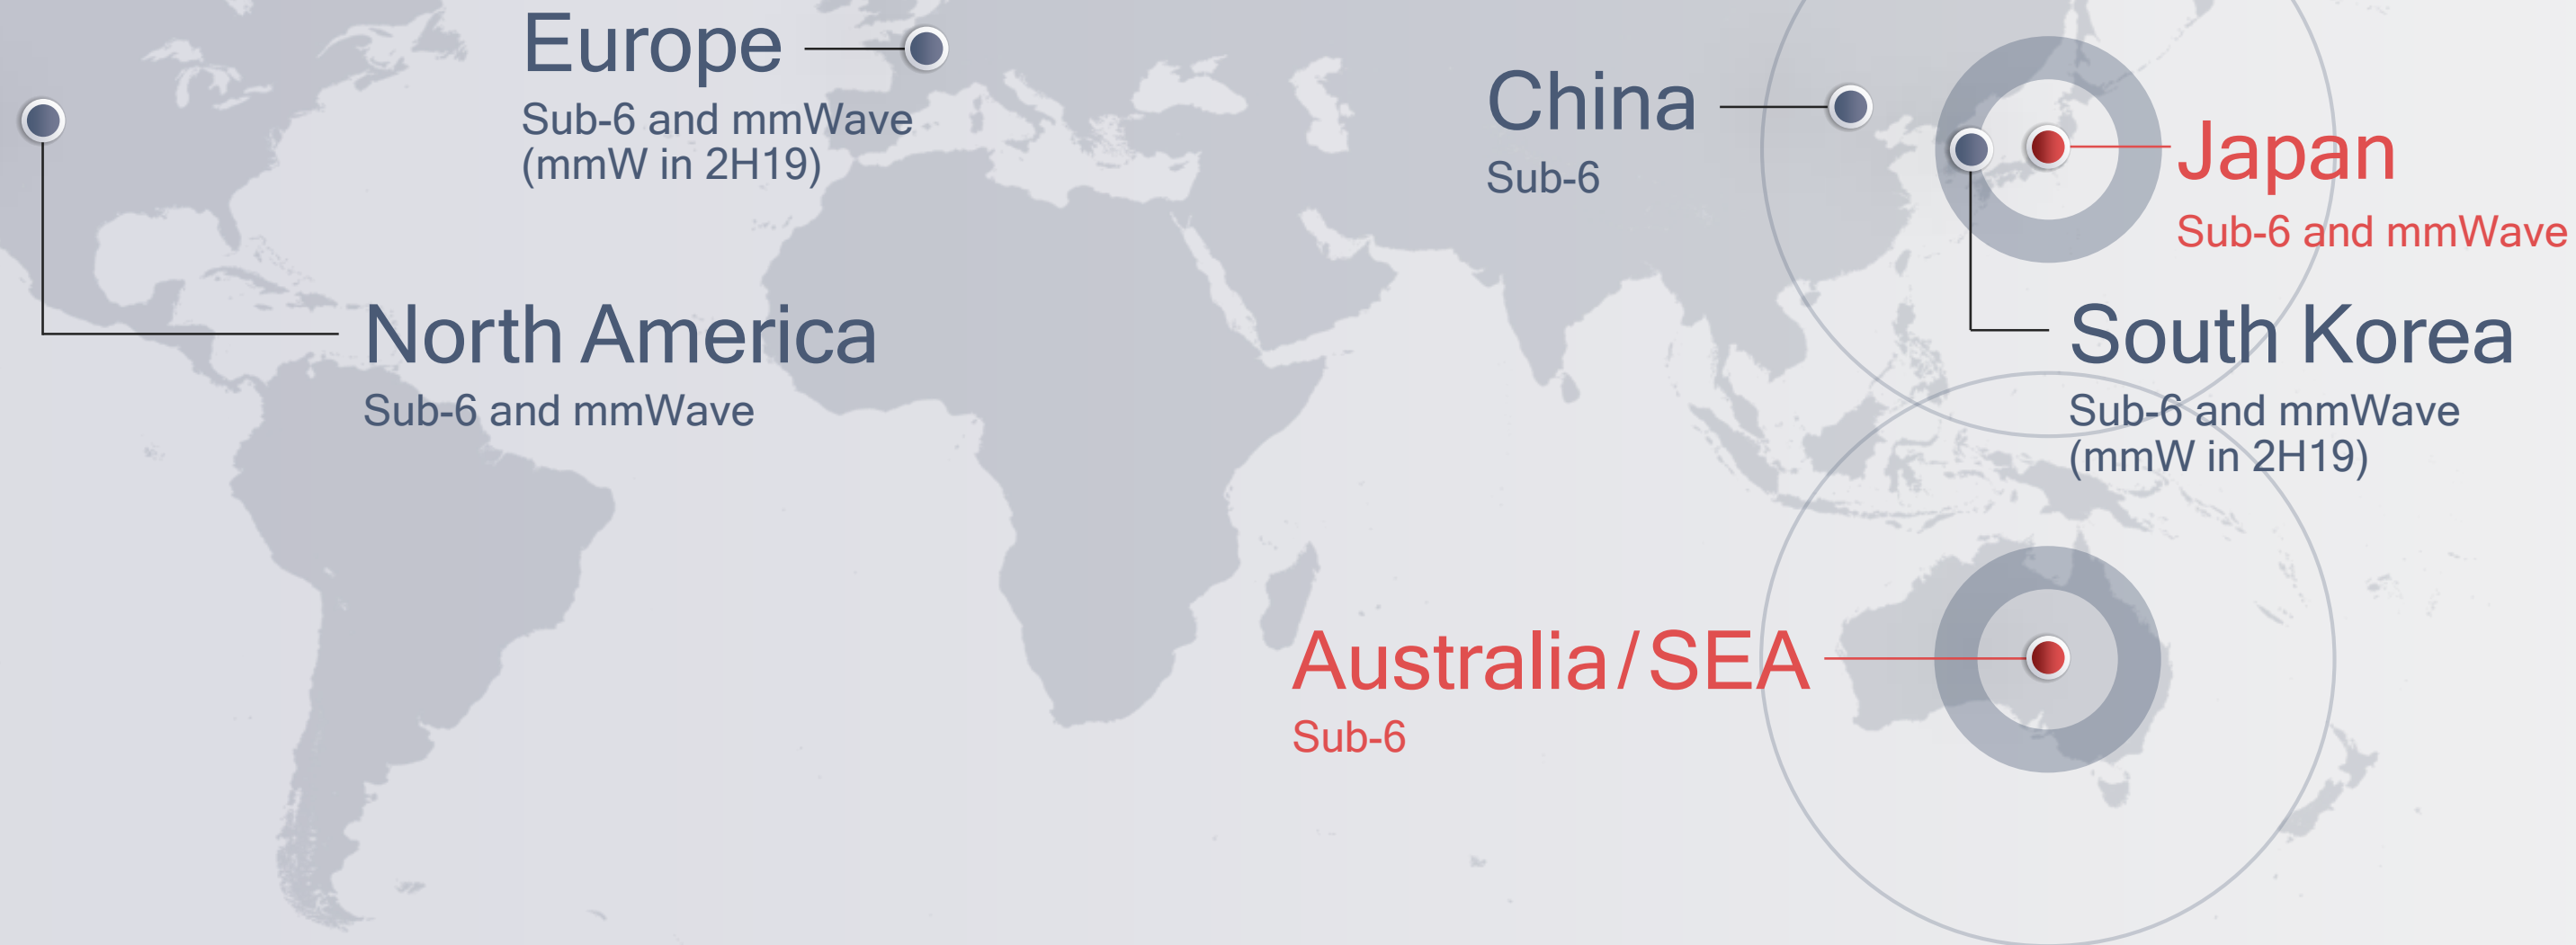 Europe
Sub-6 and mmWave
(mmW in 2H19)
China
Sub-6
Japan
Sub-6 and mmWave
North America
Sub-6 and mmWave
South Korea
Sub-6 and mmWave
(mmW in 2H19)
Australia/SEA
Sub-6